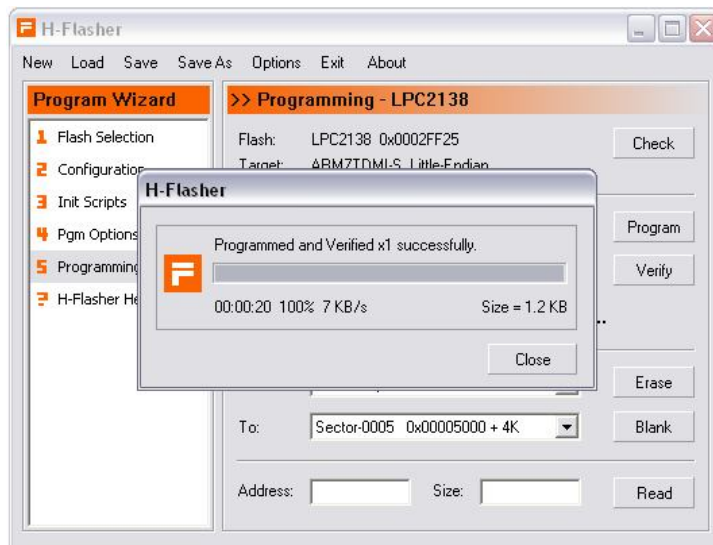 H-Flasher
New Load Save Save As Options Exit About
Program Wizard
1 Flash Selection
2 Configuration
3 Init Scripts
4 Pgm Options
5 Programming
? H-Flasher He
>> Programming - LPC2138
Flash: LPC2138 0x0002FF25
Check
Target: ARM7TDMI-S, Little-Endian
H-Flasher
Programmed and Verified x1 successfully.
00:00:20 100% 7 KB/s Size = 1.2 KB
Close
Program
Verify
..
Erase
To: Sector-0005 0x00005000 + 4K
Blank
Address: Size:
Read